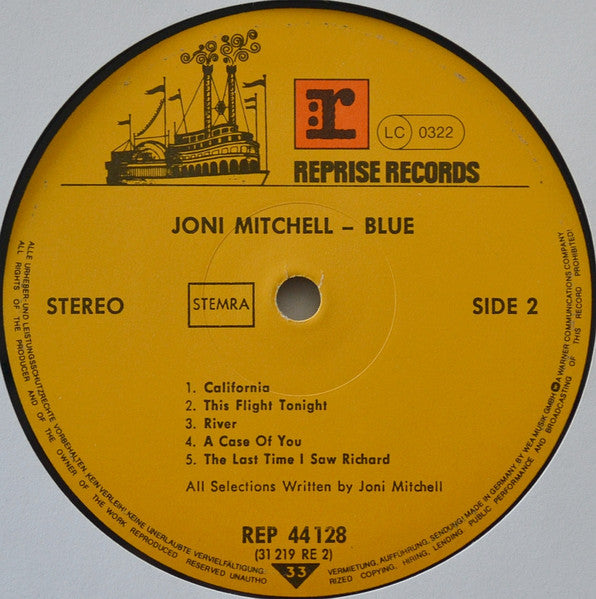 :r
LC 0322
REPRISE RECORDS
JONI MITCHELL – BLUE
STEREO
STEMRA
SIDE 2
1. California
2. This Flight Tonight
3. River
4. A Case Of You
5. The Last Time I Saw Richard
All Selections Written by Joni Mitchell
REP 44 128
(31 219 RE 2)
33
ALLE URHEBER- UND LEISTUNGSSCHUTZRECHTE VORBEHALTEN. KEIN VERLEIH! KEINE UNERLAUBTE VERVIELFÄLTIGUNG, VERMIETUNG, AUFFÜHRUNG, SENDUNG! MADE IN GERMANY BY WEA MUSIK GMBH A WARNER COMMUNICATIONS COMPANY
ALL RIGHTS OF THE PRODUCER AND OF THE OWNER OF THE WORK REPRODUCED RESERVED UNAUTHORIZED COPYING, HIRING, LENDING, PUBLIC PERFORMANCE AND BROADCASTING OF THIS RECORD PROHIBITED!